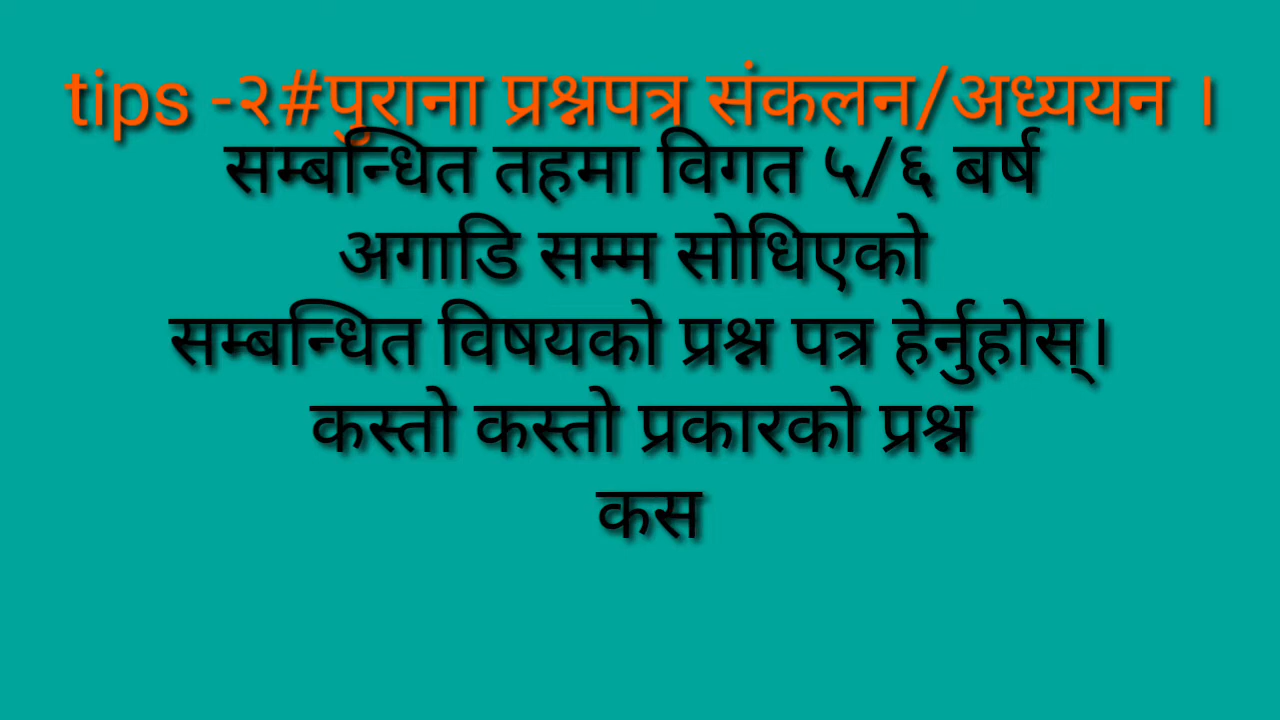 tips -२#पुराना प्रश्नपत्र संकलन/अध्ययन ।
सम्बन्धित तहमा विगत ५/६ बर्ष
अगाडि सम्म सोधिएको
सम्बन्धित विषयको प्रश्न पत्र हेर्नुहोस्।
कस्तो कस्तो प्रकारको प्रश्न
कस